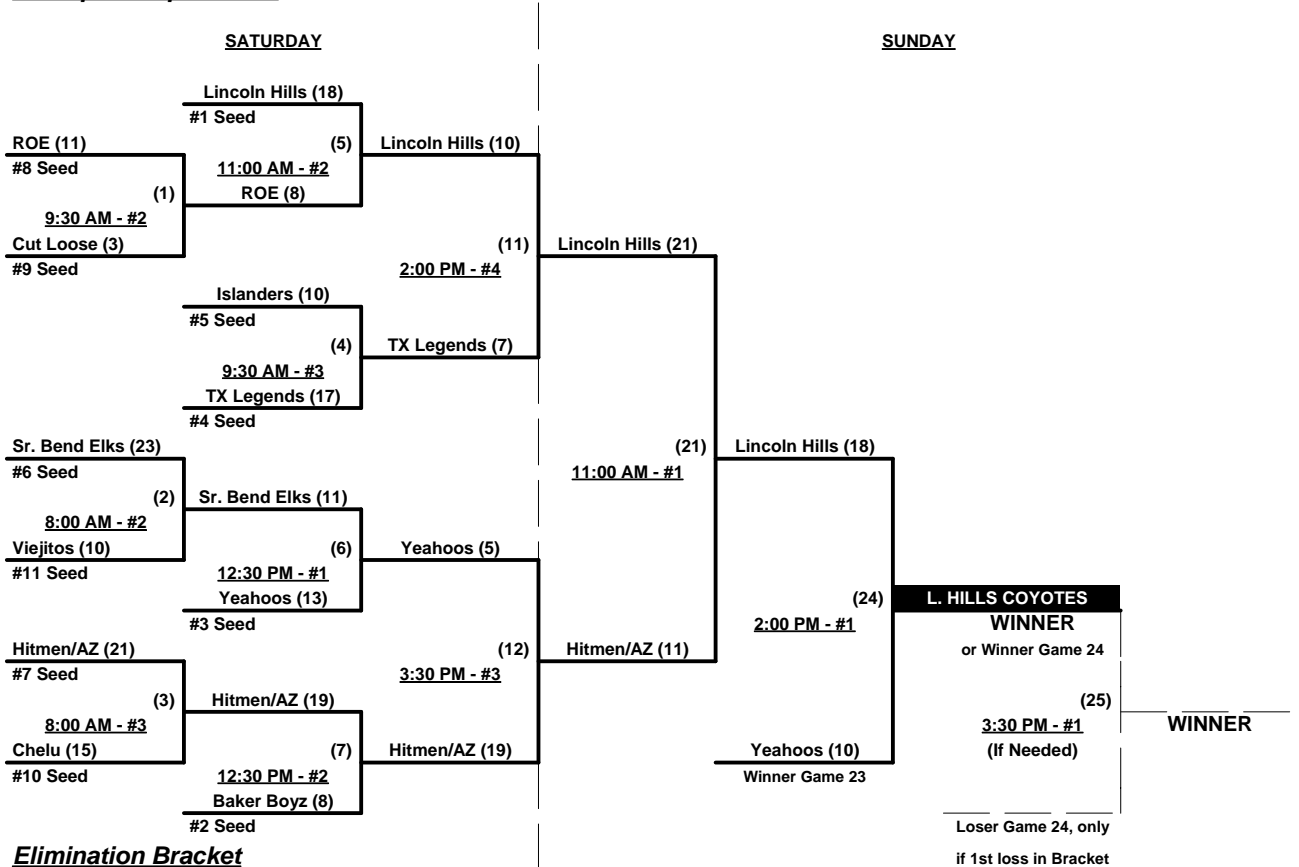 SATURDAY
SUNDAY
Lincoln Hills (18)
#1 Seed
ROE (11)
(5)
Lincoln Hills (10)
#8 Seed
11:00 AM - #2
(1)
ROE (8)
9:30 AM - #2
Cut Loose (3)
(11)
Lincoln Hills (21)
#9 Seed
2:00 PM - #4
Islanders (10)
#5 Seed
(4)
TX Legends (7)
9:30 AM - #3
TX Legends (17)
#4 Seed
Sr. Bend Elks (23)
(21)
Lincoln Hills (18)
#6 Seed
11:00 AM - #1
(2)
Sr. Bend Elks (11)
8:00 AM - #2
Viejitos (10)
(6)
Yeahoos (5)
#11 Seed
12:30 PM - #1
Yeahoos (13)
(24)
L. HILLS COYOTES
#3 Seed
2:00 PM - #1
WINNER
Hitmen/AZ (21)
(12)
Hitmen/AZ (11)
or Winner Game 24
#7 Seed
3:30 PM - #3
(3)
Hitmen/AZ (19)
(25)
8:00 AM - #3
3:30 PM - #1
WINNER
Chelu (15)
(7)
Hitmen/AZ (19)
Yeahoos (10)
(If Needed)
#10 Seed
12:30 PM - #2
Winner Game 23
Baker Boyz (8)
#2 Seed
Loser Game 24, only
Elimination Bracket
if 1st loss in Bracket